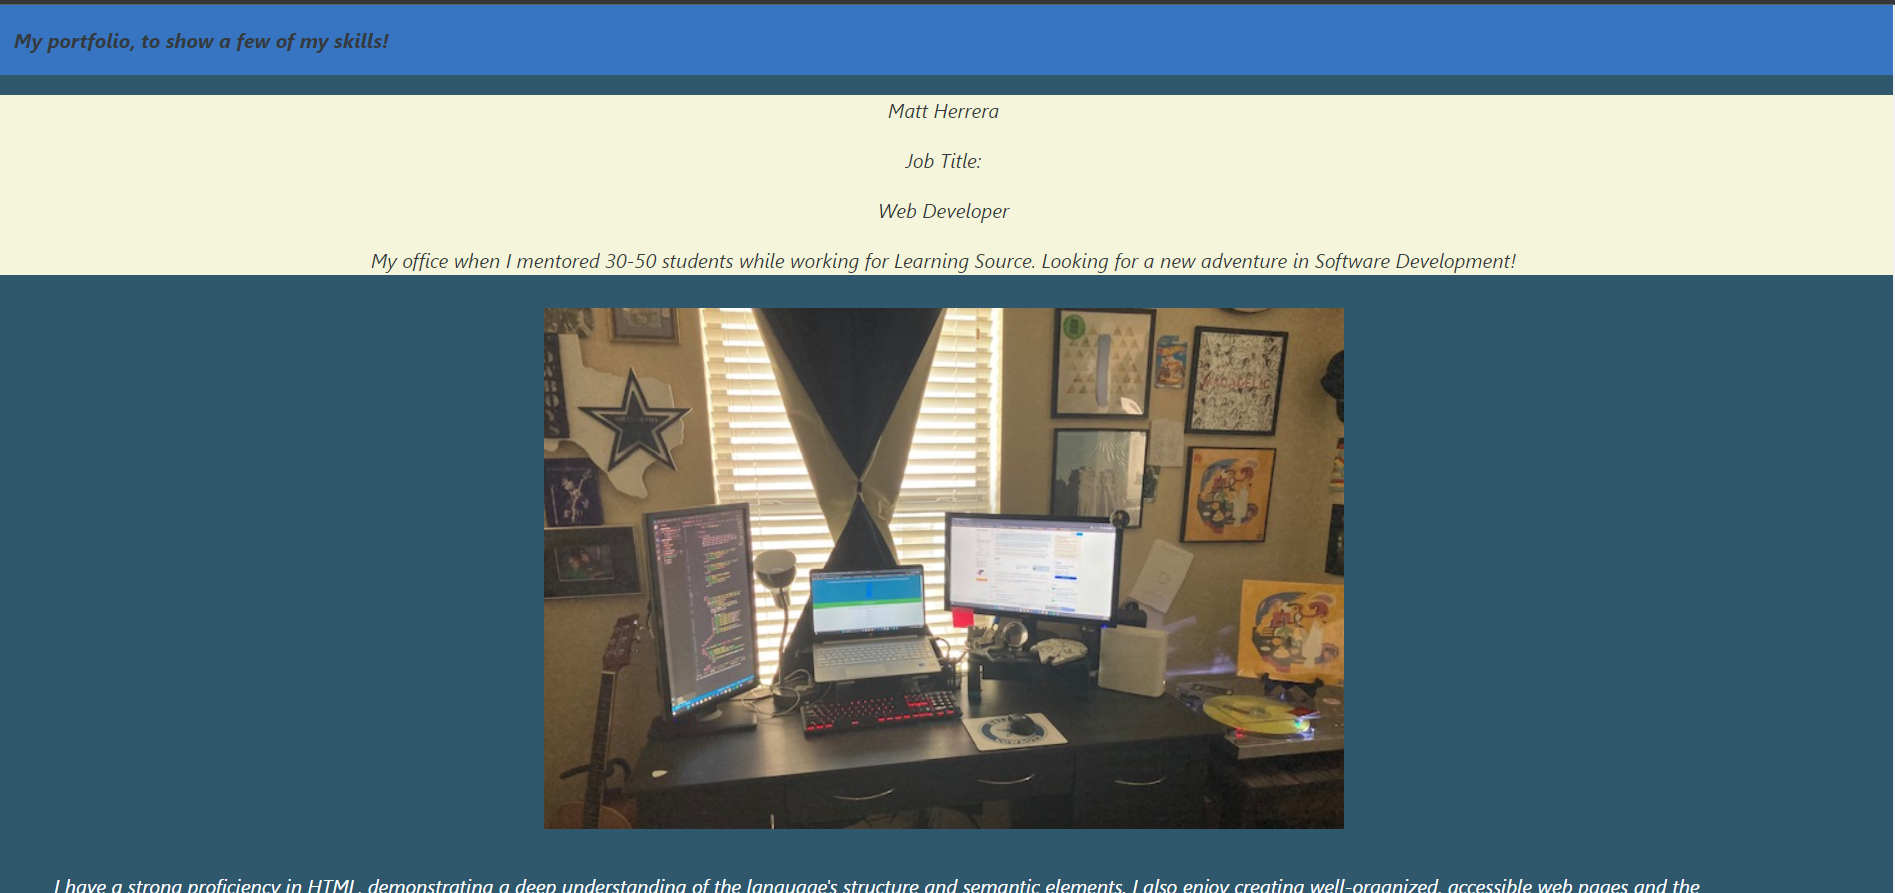 My portfolio, to show a few of my skills!
Matt Herrera
Job Title:
Web Developer
My office when I mentored 30-50 students while working for Learning Source. Looking for a new adventure in Software Development!
I have a strong proficiency in HTML, demonstrating a deep understanding of the language's structure and semantic elements. I also enjoy creating well-organized, accessible web pages and the